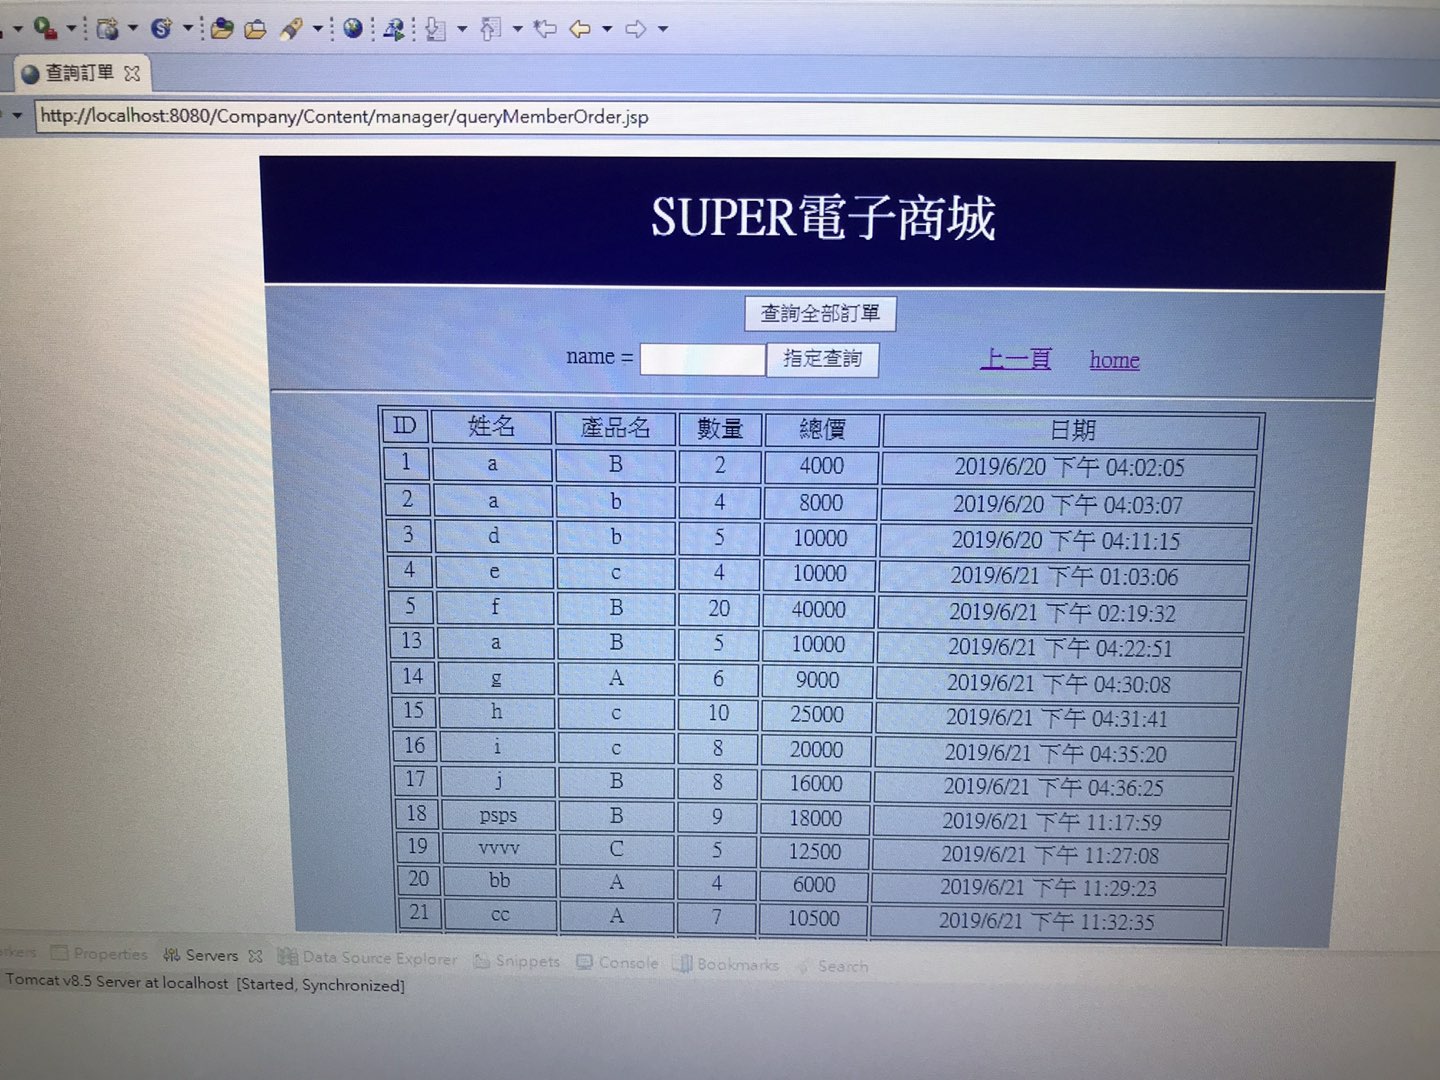 查詢訂單
http://localhost:8080/Company/Content/manager/queryMemberOrder.jsp
SUPER電子商城
查詢全部訂單
name = 指定查詢 上一頁 home
ID 姓名 產品名 數量 總價 日期
1 a B 2 4000 2019/6/20 下午 04:02:05
2 a b 4 8000 2019/6/20 下午 04:03:07
3 d b 5 10000 2019/6/20 下午 04:11:15
4 e c 4 10000 2019/6/21 下午 01:03:06
5 f B 20 40000 2019/6/21 下午 02:19:32
13 a B 5 10000 2019/6/21 下午 04:22:51
14 g A 6 9000 2019/6/21 下午 04:30:08
15 h c 10 25000 2019/6/21 下午 04:31:41
16 i c 8 20000 2019/6/21 下午 04:35:20
17 j B 8 16000 2019/6/21 下午 04:36:25
18 psps B 9 18000 2019/6/21 下午 11:17:59
19 vvvv C 5 12500 2019/6/21 下午 11:27:08
20 bb A 4 6000 2019/6/21 下午 11:29:23
21 cc A 7 10500 2019/6/21 下午 11:32:35
Properties Servers Data Source Explorer Snippets Console Bookmarks Search
Tomcat v8.5 Server at localhost [Started, Synchronized]